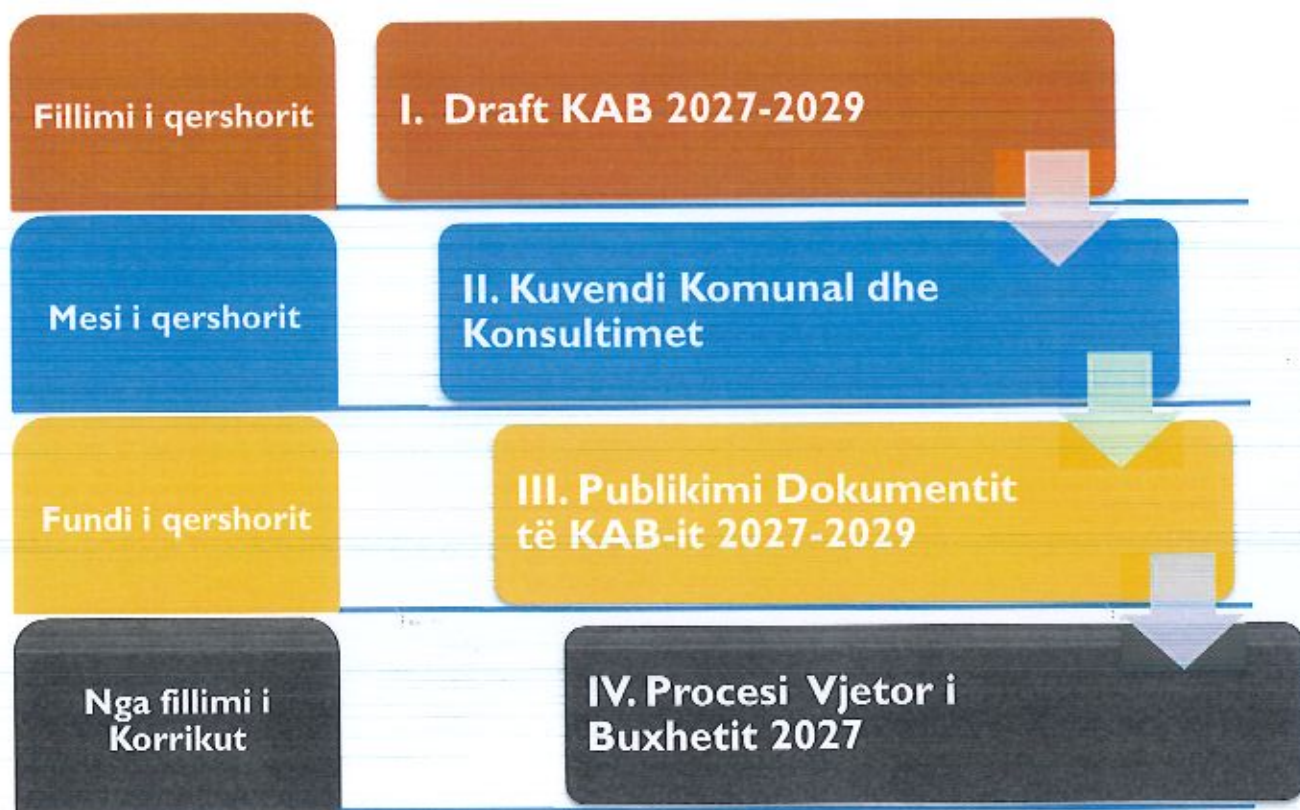 Fillimi i qershorit
I. Draft KAB 2027-2029
Mesi i qershorit
II. Kuvendi Komunal dhe
Konsultimet
Fundi i qershorit
III. Publikimi Dokumentit
të KAB-it 2027-2029
Nga fillimi i
Korrikut
IV. Procesi Vjetor i
Buxhetit 2027